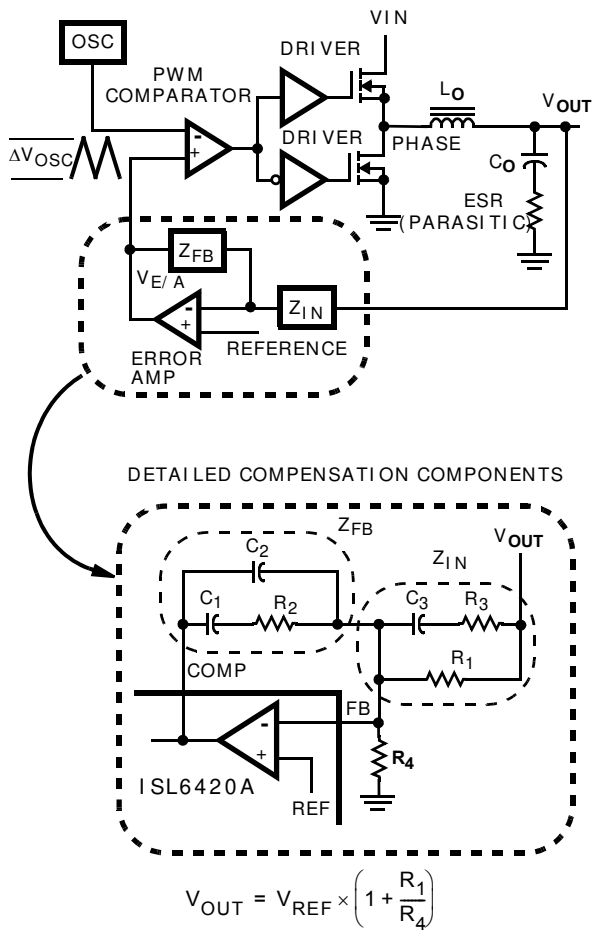 VIN
OSC
DRIVER
PWM
COMPARATOR
LO
VOUT
DRIVER
PHASE
ΔVOSC
CO
ESR
(PARASITIC)
ZFB
VE/A
ZIN
REFERENCE
ERROR
AMP
DETAILED COMPENSATION COMPONENTS
ZFB
VOUT
C2
ZIN
C1
R2
C3
R3
R1
COMP
FB
R4
ISL6420A
REF
VOUT = VREF × (1 + R1/R4)